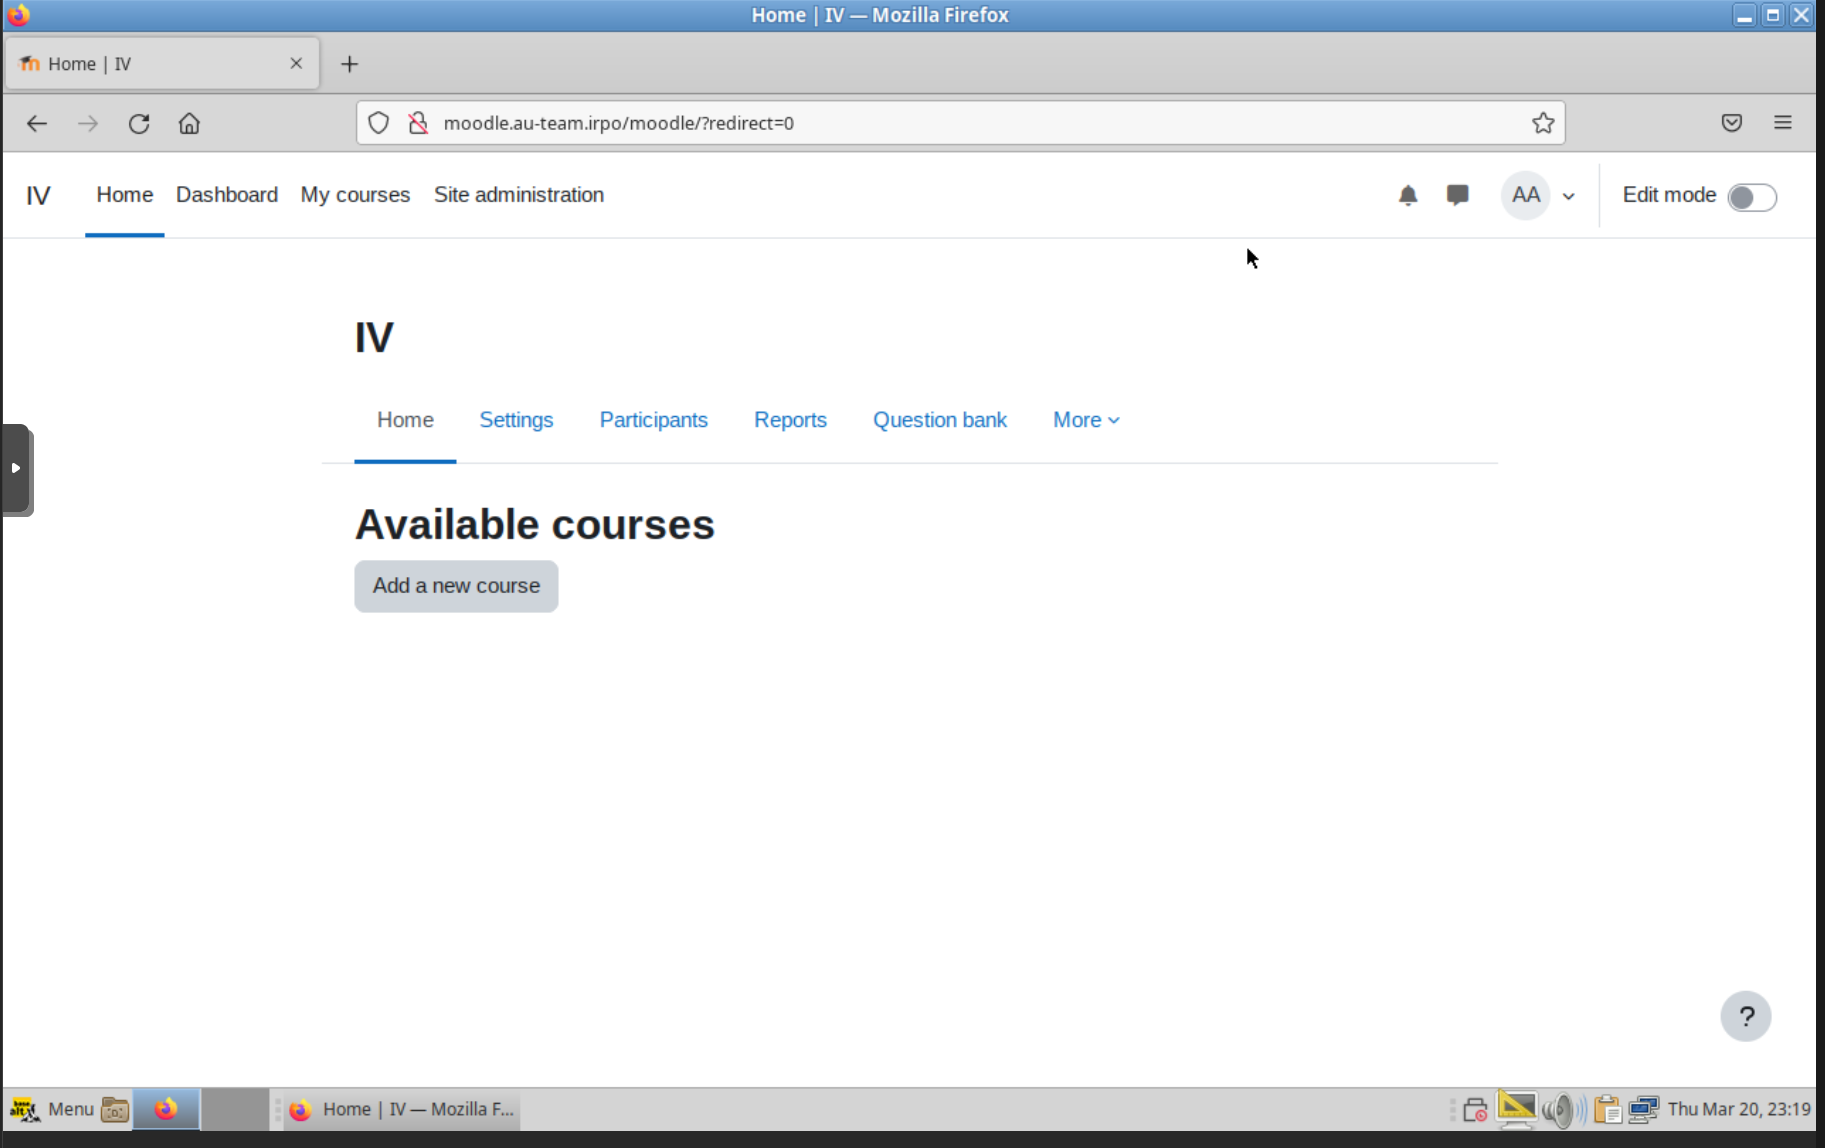 Home | IV — Mozilla Firefox
Home | IV
moodle.au-team.irpo/moodle/?redirect=0
IV Home Dashboard My courses Site administration AA Edit mode
IV
Home Settings Participants Reports Question bank More
Available courses
Add a new course
?
Menu Home | IV — Mozilla F... Thu Mar 20, 23:19